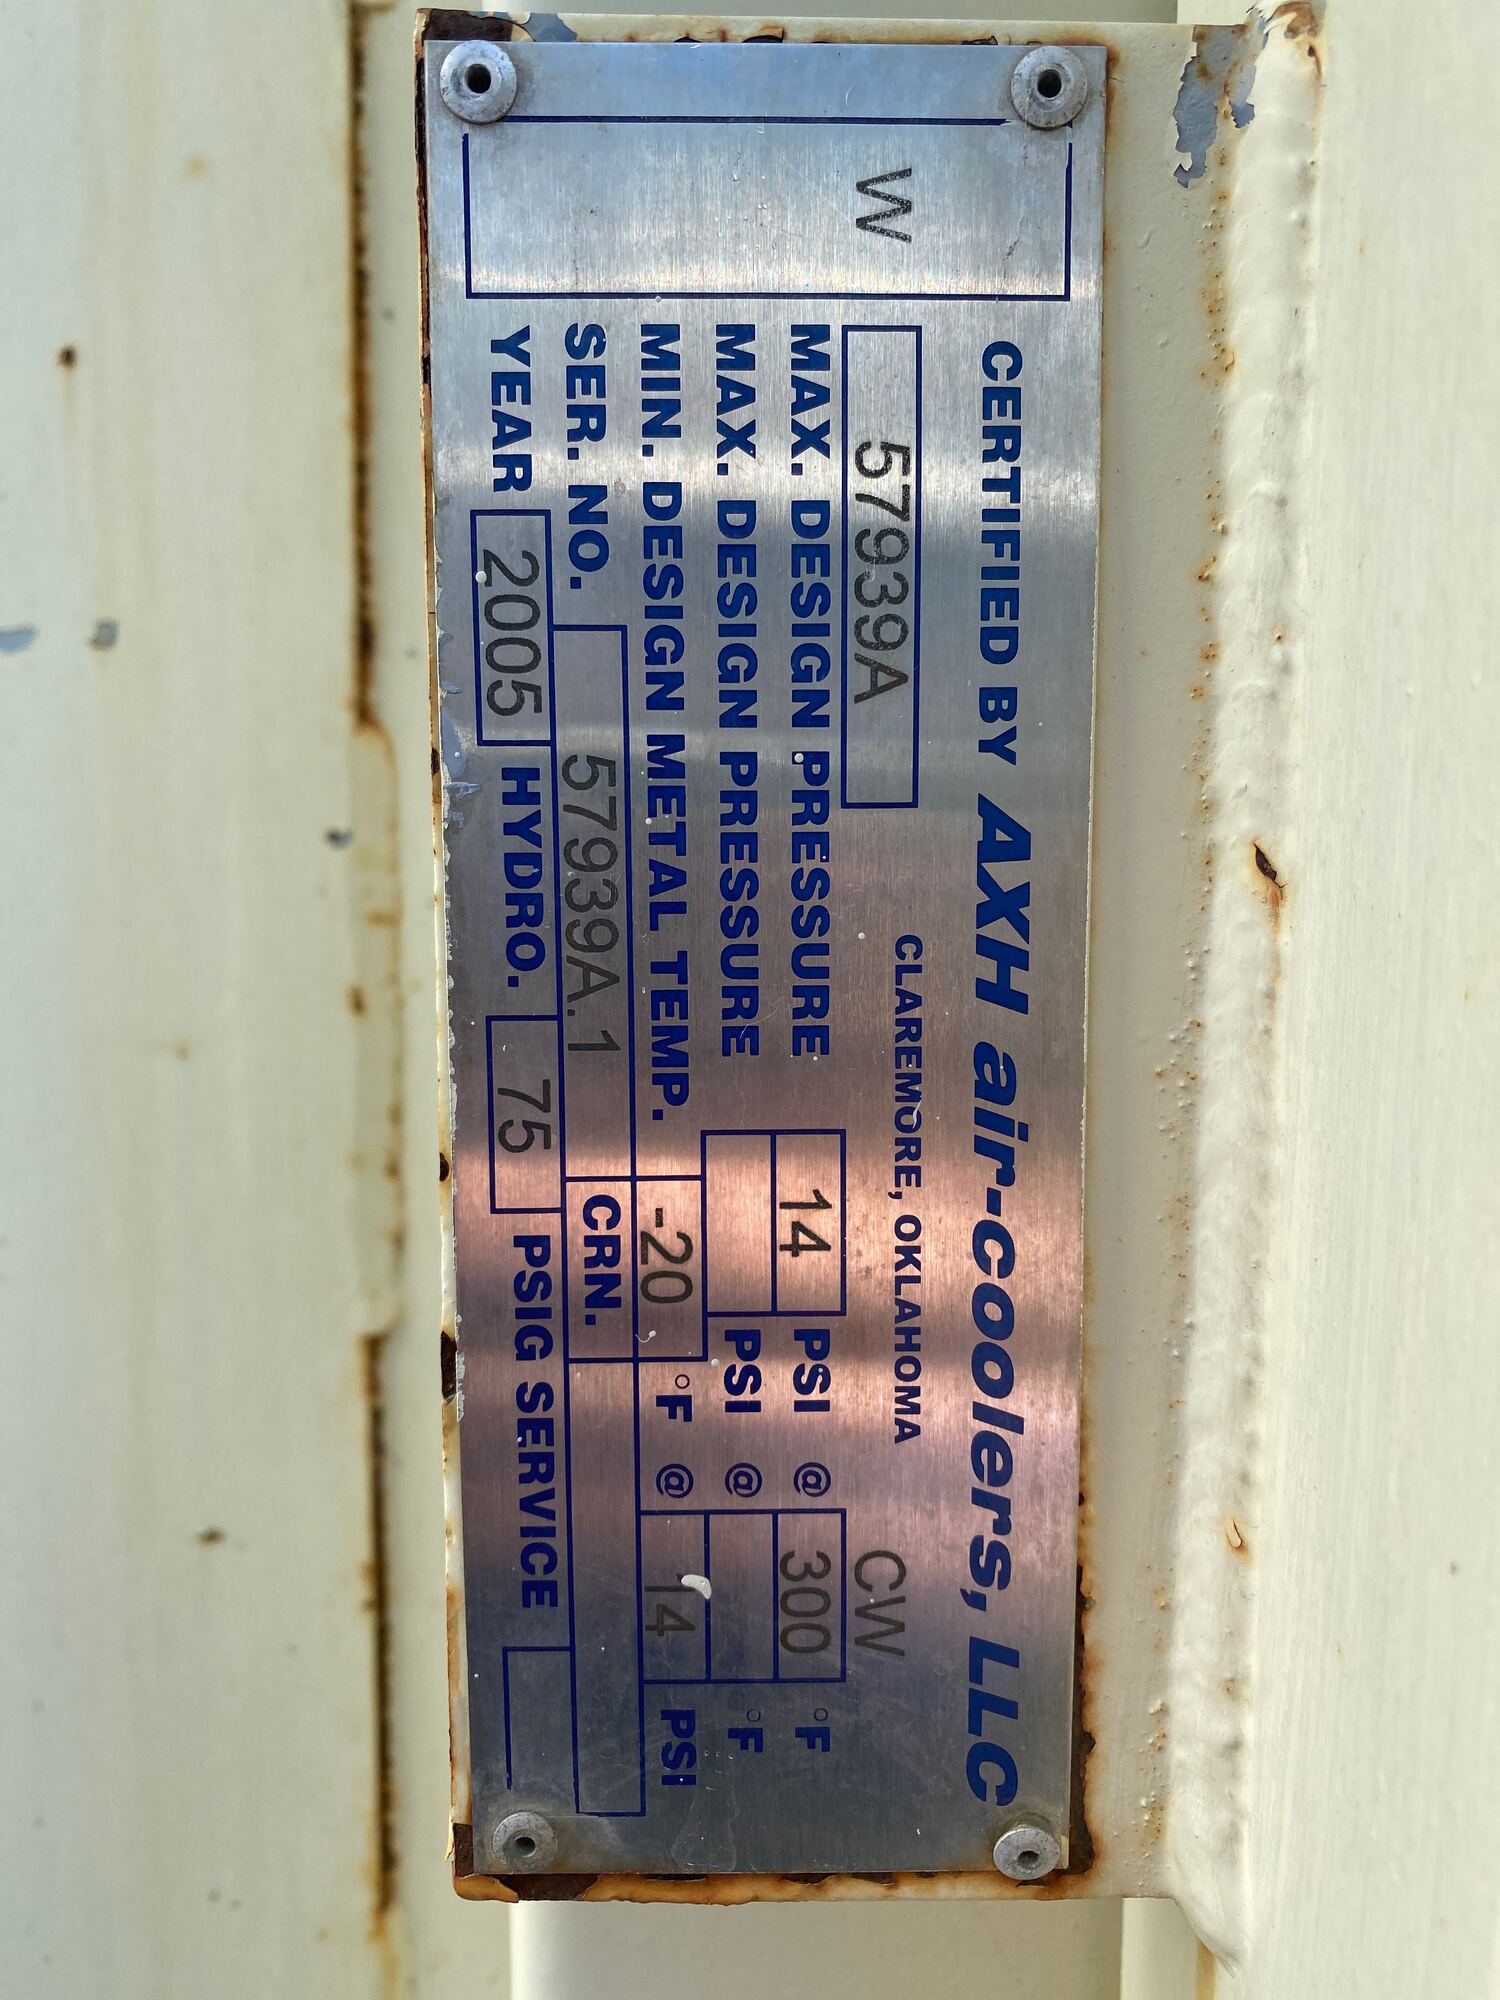 W
CERTIFIED BY AXH air-coolers, LLC
CLAREMORE, OKLAHOMA
57939A CW
MAX. DESIGN PRESSURE 14 PSI @ 300 °F
MAX. DESIGN PRESSURE PSI @ °F
MIN. DESIGN METAL TEMP. -20 °F @ 14 PSI
SER. NO. 57939A.1 CRN.
YEAR 2005 HYDRO. 75 PSIG SERVICE